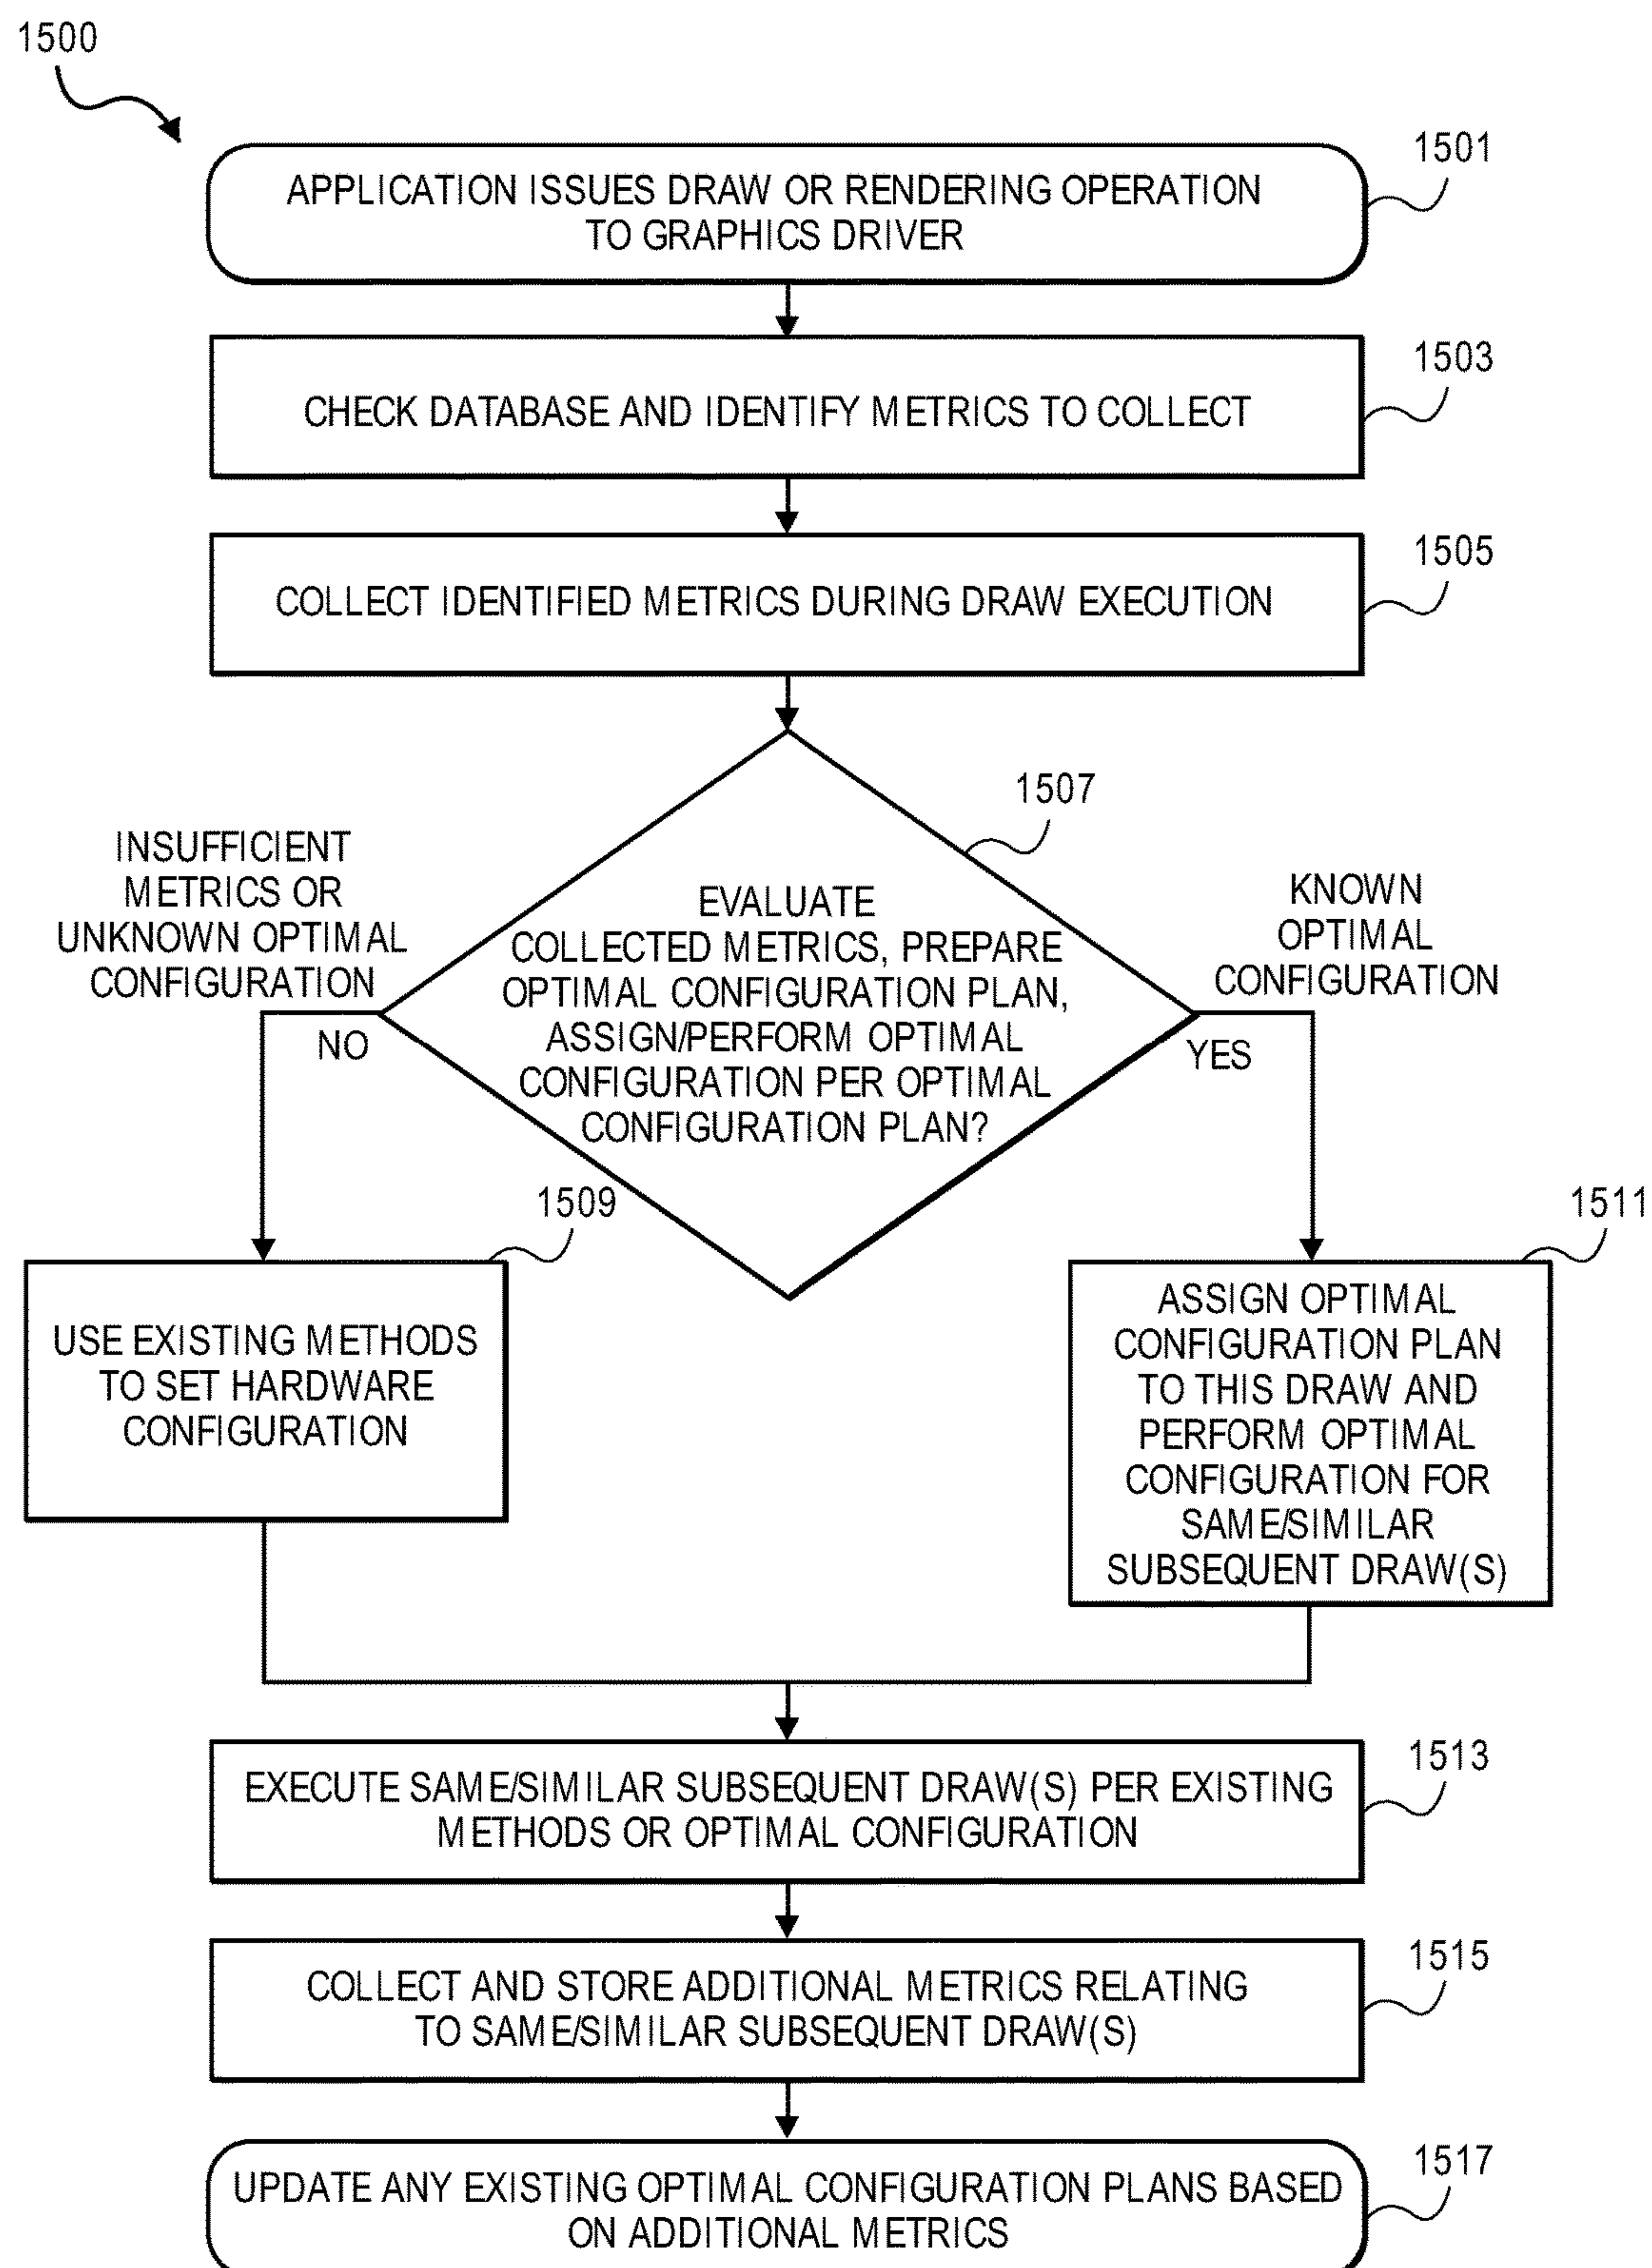 1500
1501
APPLICATION ISSUES DRAW OR RENDERING OPERATION
TO GRAPHICS DRIVER
1503
CHECK DATABASE AND IDENTIFY METRICS TO COLLECT
1505
COLLECT IDENTIFIED METRICS DURING DRAW EXECUTION
1507
INSUFFICIENT
METRICS OR
UNKNOWN OPTIMAL
CONFIGURATION
NO
EVALUATE
COLLECTED METRICS, PREPARE
OPTIMAL CONFIGURATION PLAN,
ASSIGN/PERFORM OPTIMAL
CONFIGURATION PER OPTIMAL
CONFIGURATION PLAN?
KNOWN
OPTIMAL
CONFIGURATION
YES
1509
USE EXISTING METHODS
TO SET HARDWARE
CONFIGURATION
1511
ASSIGN OPTIMAL
CONFIGURATION PLAN
TO THIS DRAW AND
PERFORM OPTIMAL
CONFIGURATION FOR
SAME/SIMILAR
SUBSEQUENT DRAW(S)
1513
EXECUTE SAME/SIMILAR SUBSEQUENT DRAW(S) PER EXISTING
METHODS OR OPTIMAL CONFIGURATION
1515
COLLECT AND STORE ADDITIONAL METRICS RELATING
TO SAME/SIMILAR SUBSEQUENT DRAW(S)
1517
UPDATE ANY EXISTING OPTIMAL CONFIGURATION PLANS BASED
ON ADDITIONAL METRICS